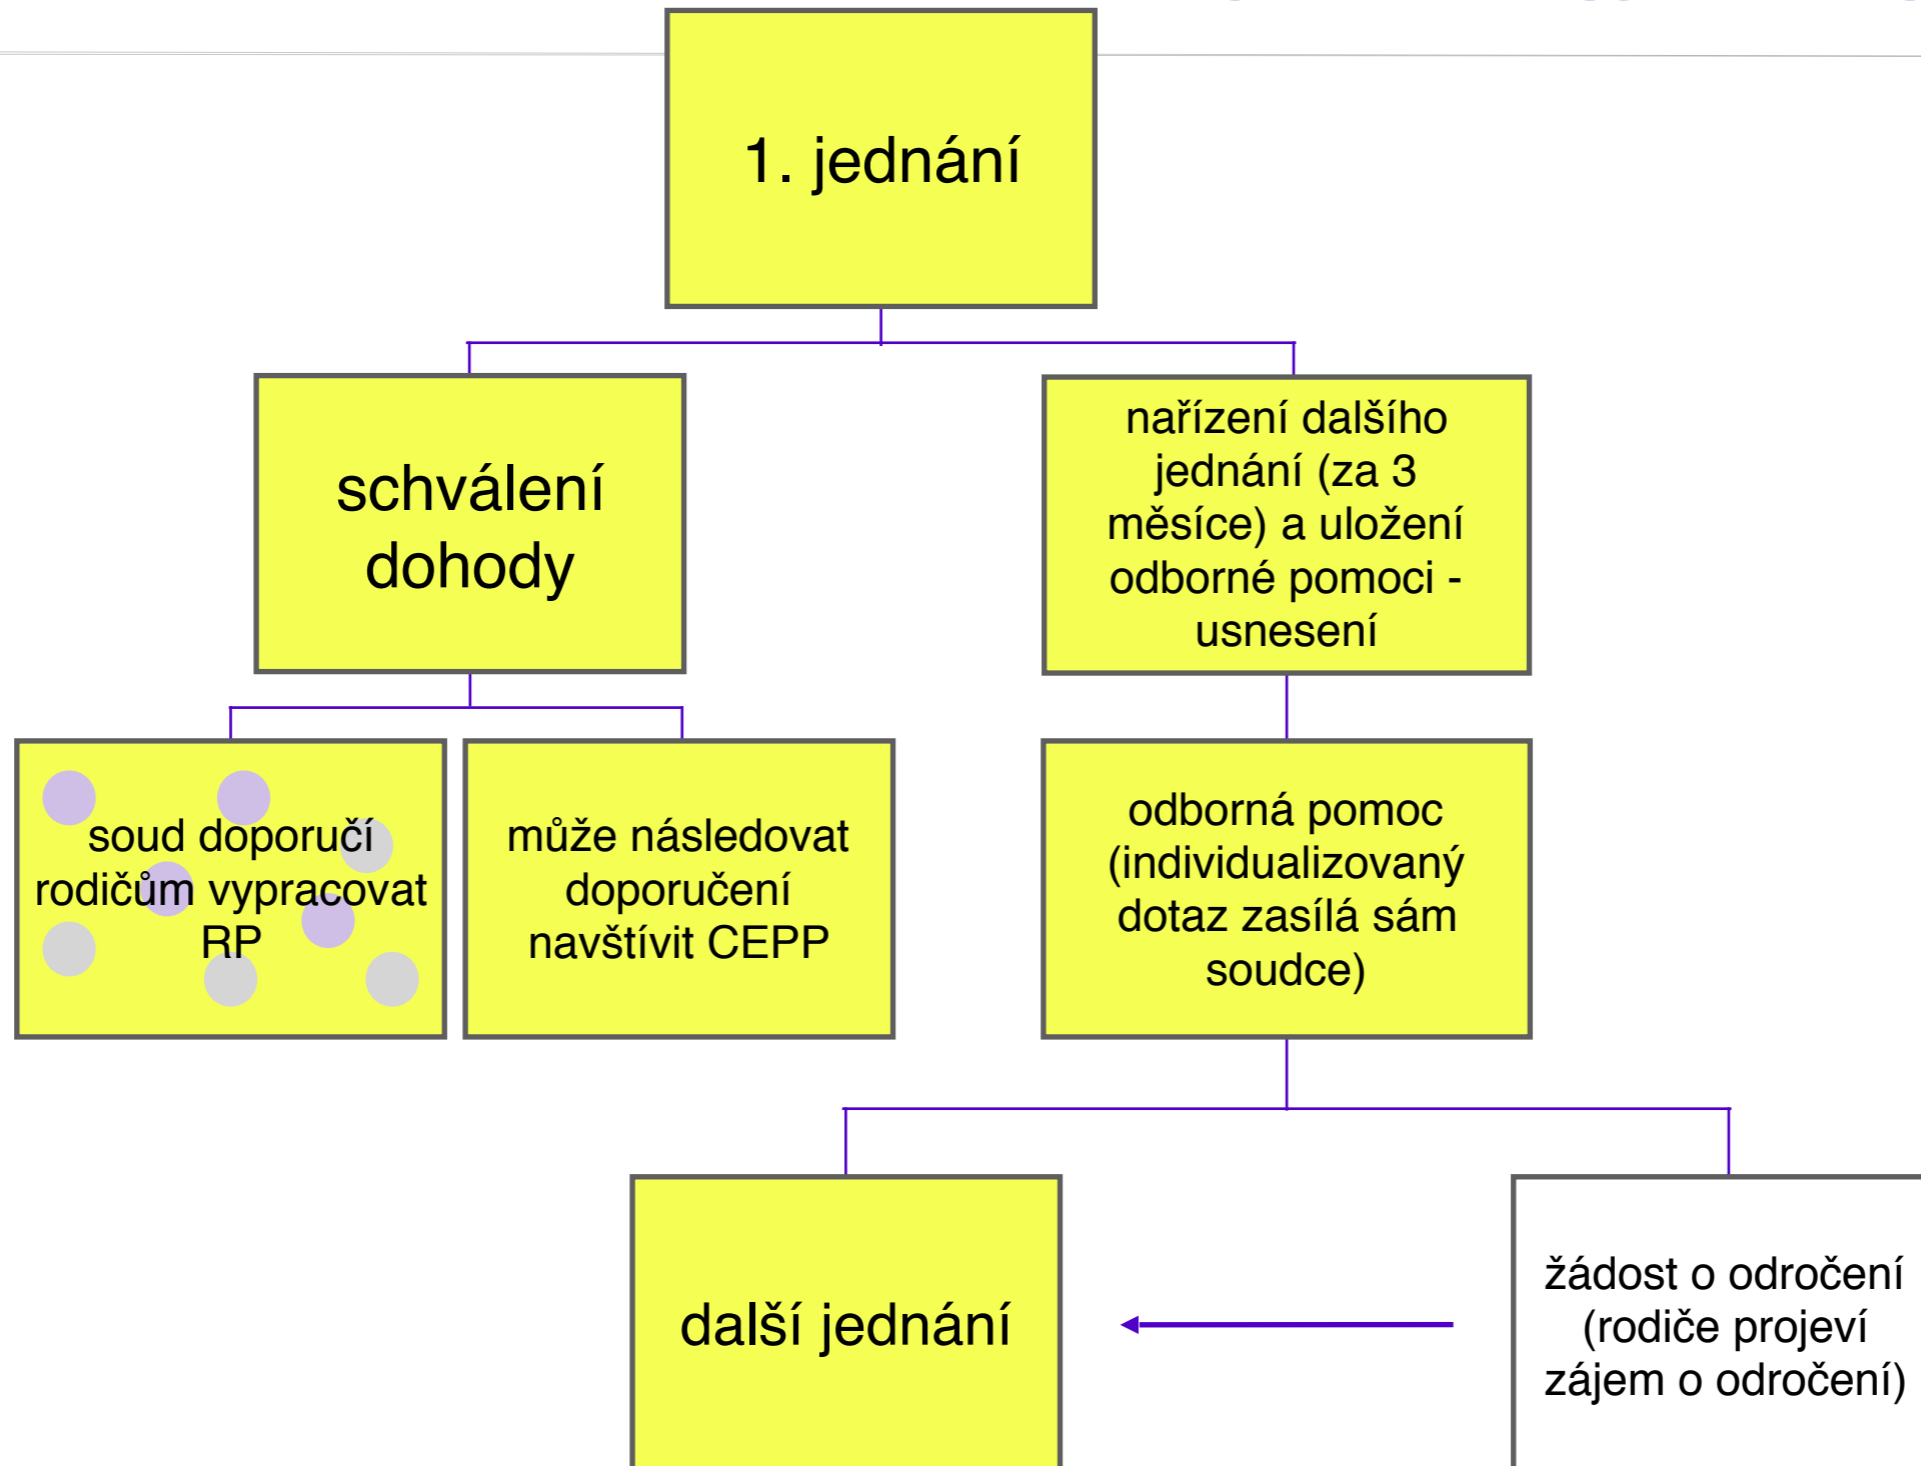 1. jednání
schválení
dohody
nařízení dalšího
jednání (za 3
měsíce) a uložení
odborné pomoci -
usnesení
soud doporučí
rodičům vypracovat
RP
může následovat
doporučení
navštívit CEPP
odborná pomoc
(individualizovaný
dotaz zasílá sám
soudce)
další jednání
žádost o odročení
(rodiče projeví
zájem o odročení)